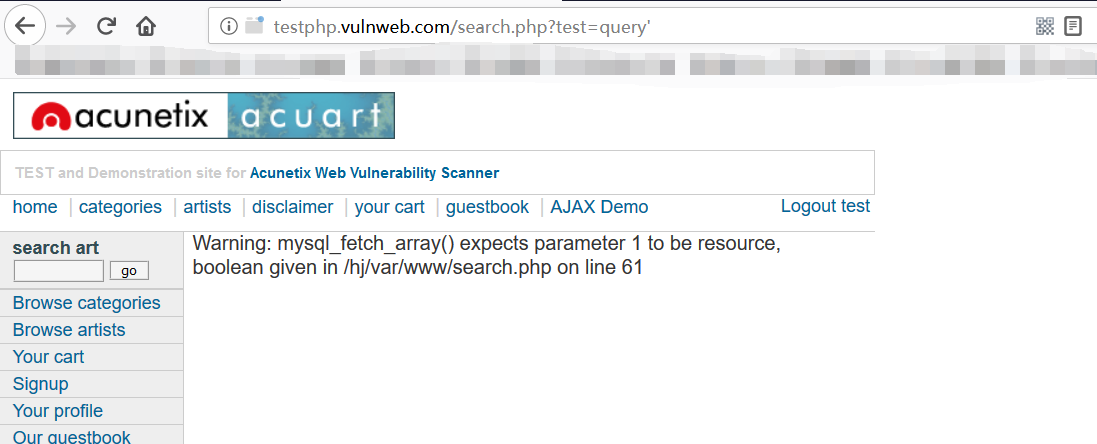 testphp.vulnweb.com/search.php?test=query'
acunetix acuart
TEST and Demonstration site for Acunetix Web Vulnerability Scanner
home categories artists disclaimer your cart guestbook AJAX Demo Logout test
search art
go
Warning: mysql_fetch_array() expects parameter 1 to be resource,
boolean given in /hj/var/www/search.php on line 61
Browse categories
Browse artists
Your cart
Signup
Your profile
Our guestbook